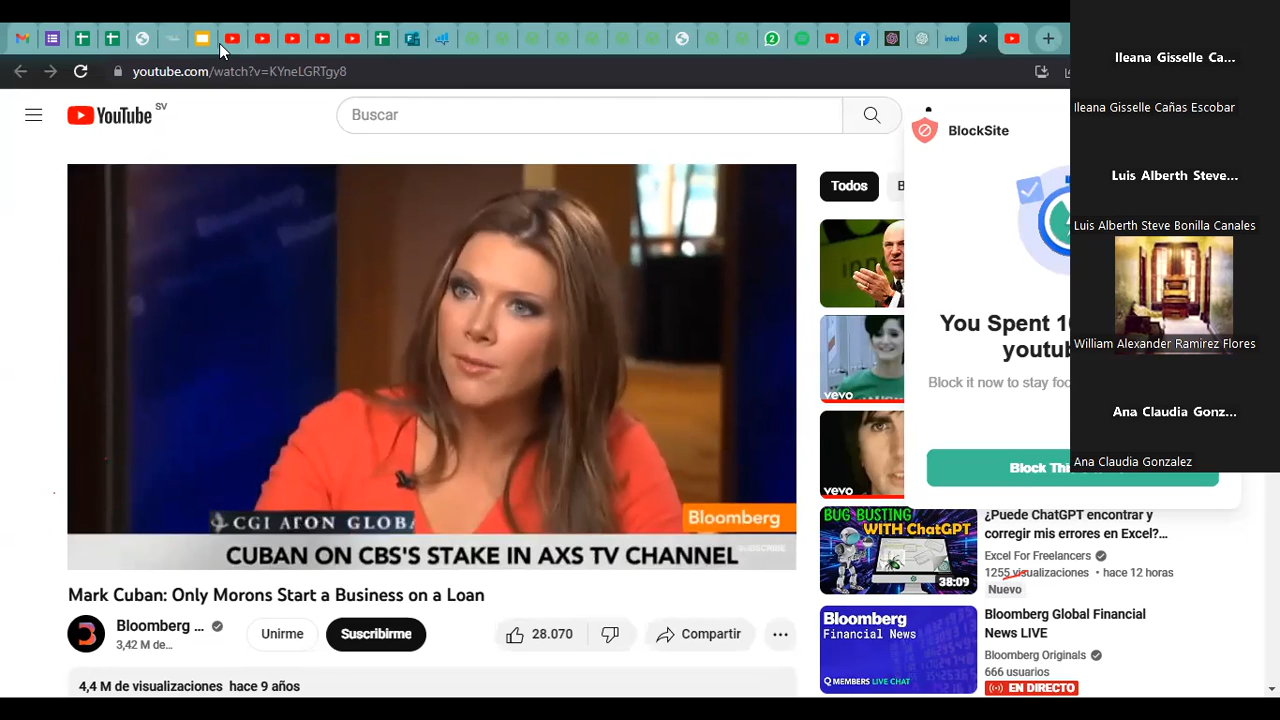 youtube.com/watch?v=KYneLGRTgy8
YouTube SV
Buscar
BlockSite
Todos
You Spent
Block it now to stay
Block
CGI
Bloomberg
CUBAN ON CBS'S STAKE IN AXS TV CHANNEL
SUBSCRIBE
Mark Cuban: Only Morons Start a Business on a Loan
Bloomberg ...
3,42 M de...
Unirme
Suscribirme
28.070
Compartir
4,4 M de visualizaciones hace 9 años
vevo
vevo
BUG BUSTING
WITH ChatGPT
38:09
¿Puede ChatGPT encontrar y
corregir mis errores en Excel?...
Excel For Freelancers
1255 visualizaciones • hace 12 horas
Nuevo
Bloomberg
Financial News
MEMBERS LIVE CHAT
Bloomberg Global Financial
News LIVE
Bloomberg Originals
666 usuarios
EN DIRECTO
Ileana Gisselle Ca...
Ileana Gisselle Cañas Escobar
Luis Alberth Steve...
Luis Alberth Steve Bonilla Canales
William Alexander Ramirez Flores
Ana Claudia Gonz...
Ana Claudia Gonzalez
intel